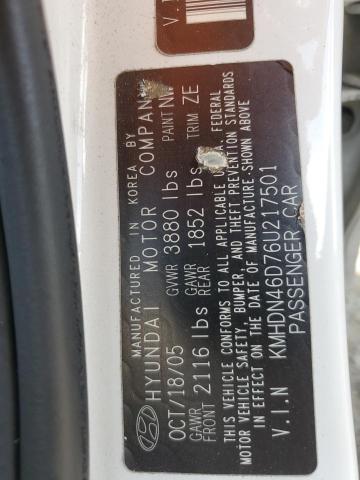 V.I
MANUFACTURED IN KOREA BY
HYUNDAI MOTOR COMPANY
OCT/18/05 GVWR 3880 lbs PAINT NW
GAWR FRONT 2116 lbs GAWR REAR 1852 lbs TRIM ZE
THIS VEHICLE CONFORMS TO ALL APPLICABLE U.S.A. FEDERAL
MOTOR VEHICLE SAFETY, BUMPER, AND THEFT PREVENTION STANDARDS
IN EFFECT ON THE DATE OF MANUFACTURE-SHOWN ABOVE
V.I.N KMHDN46D76U217501
PASSENGER CAR